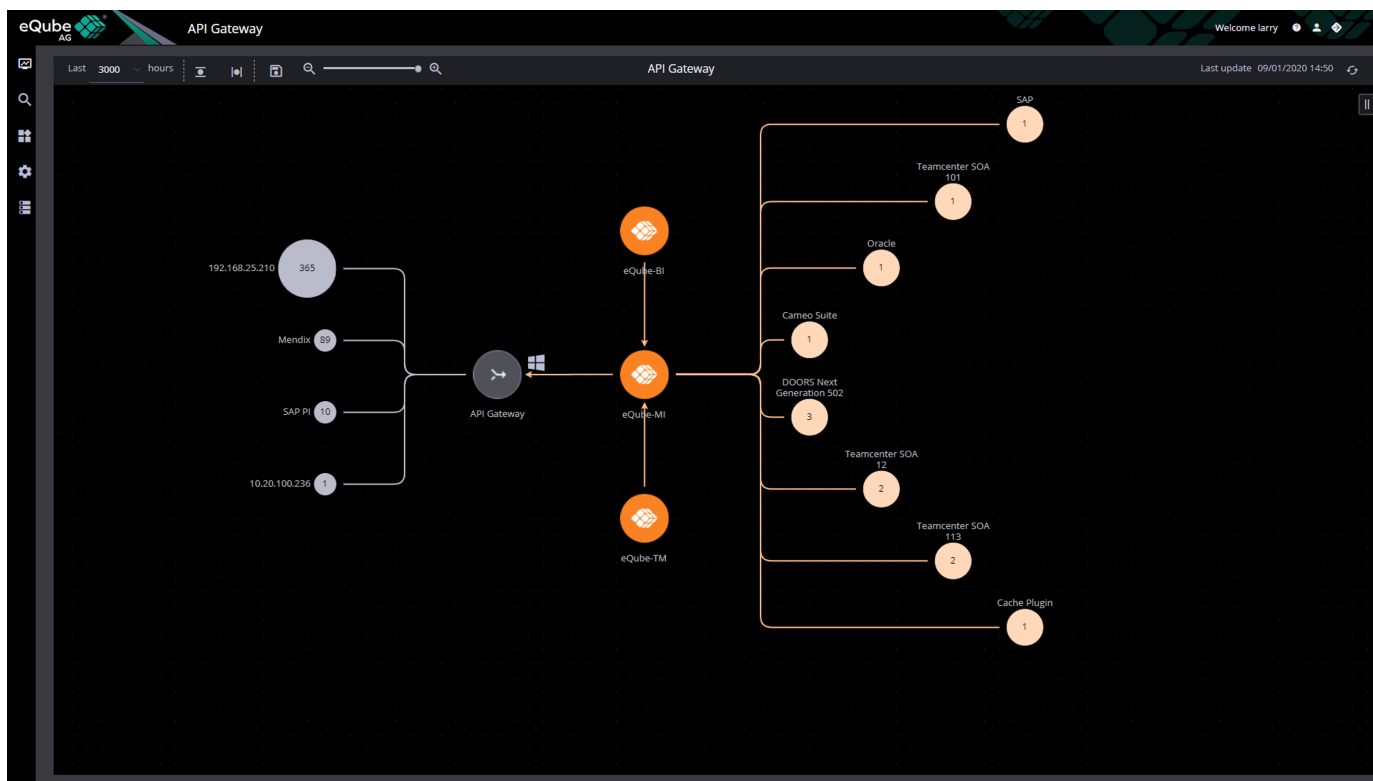 eQube
AG
API Gateway
Welcome larry
Last 3000 hours
API Gateway
Last update 09/01/2020 14:50
SAP
1
Teamcenter SOA
101
1
Oracle
1
eQube-BI
192.168.25.210 365
Cameo Suite
1
Mendix 89
API Gateway
eQube-MI
DOORS Next
Generation 502
3
SAP PI 10
Teamcenter SOA
12
2
10.20.100.236 1
eQube-TM
Teamcenter SOA
113
2
Cache Plugin
1